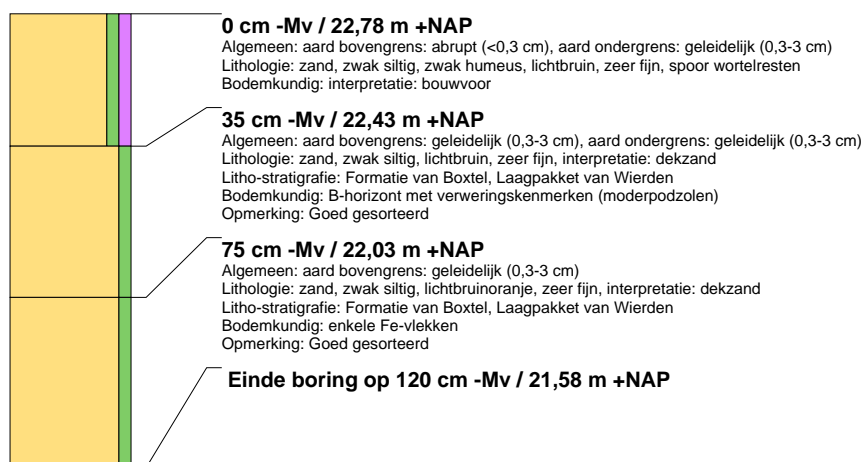 0 cm -Mv / 22,78 m +NAP
Algemeen: aard bovengrens: abrupt (<0,3 cm), aard ondergrens: geleidelijk (0,3-3 cm)
Lithologie: zand, zwak siltig, zwak humeus, lichtbruin, zeer fijn, spoor wortelresten
Bodemkundig: interpretatie: bouwvoor
35 cm -Mv / 22,43 m +NAP
Algemeen: aard bovengrens: geleidelijk (0,3-3 cm), aard ondergrens: geleidelijk (0,3-3 cm)
Lithologie: zand, zwak siltig, lichtbruin, zeer fijn, interpretatie: dekzand
Litho-stratigrafie: Formatie van Boxtel, Laagpakket van Wierden
Bodemkundig: B-horizont met verweringskenmerken (moderpodzolen)
Opmerking: Goed gesorteerd
75 cm -Mv / 22,03 m +NAP
Algemeen: aard bovengrens: geleidelijk (0,3-3 cm)
Lithologie: zand, zwak siltig, lichtbruinoranje, zeer fijn, interpretatie: dekzand
Litho-stratigrafie: Formatie van Boxtel, Laagpakket van Wierden
Bodemkundig: enkele Fe-vlekken
Opmerking: Goed gesorteerd
Einde boring op 120 cm -Mv / 21,58 m +NAP